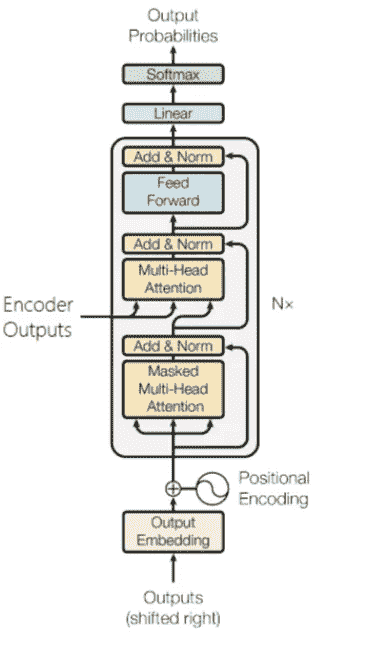 Output
Probabilities
Softmax
Linear
Add & Norm
Feed
Forward
Add & Norm
Multi-Head
Attention
Encoder
Outputs
N×
Add & Norm
Masked
Multi-Head
Attention
Positional
Encoding
Output
Embedding
Outputs
(shifted right)